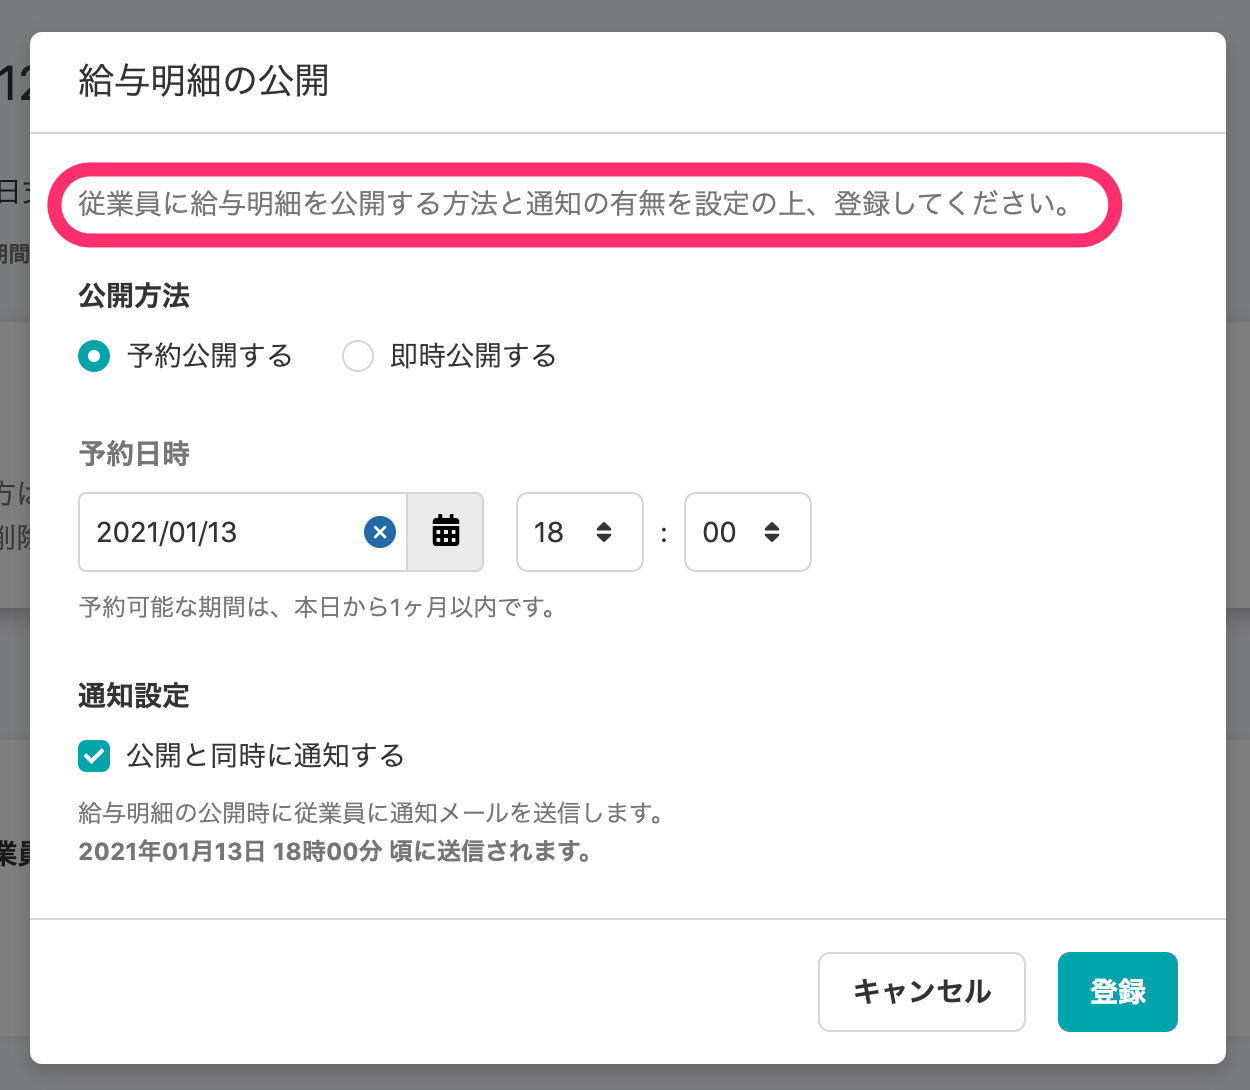 給与明細の公開
従業員に給与明細を公開する方法と通知の有無を設定の上、登録してください。
公開方法
予約公開する 即時公開する
予約日時
2021/01/13 18 : 00
予約可能な期間は、本日から1ヶ月以内です。
通知設定
公開と同時に通知する
給与明細の公開時に従業員に通知メールを送信します。
2021年01月13日 18時00分 頃に送信されます。
キャンセル 登録